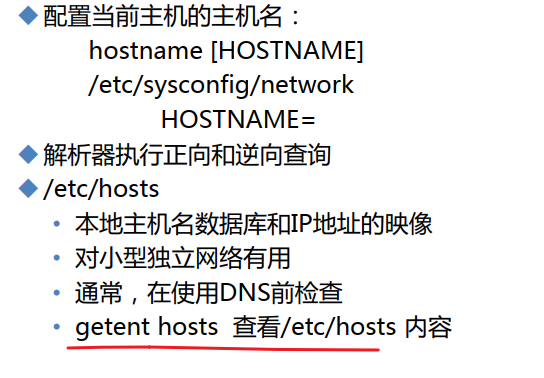 配置当前主机的主机名：
hostname [HOSTNAME]
/etc/sysconfig/network
HOSTNAME=
解析器执行正向和逆向查询
/etc/hosts
本地主机名数据库和IP地址的映像
对小型独立网络有用
通常，在使用DNS前检查
getent hosts 查看/etc/hosts 内容